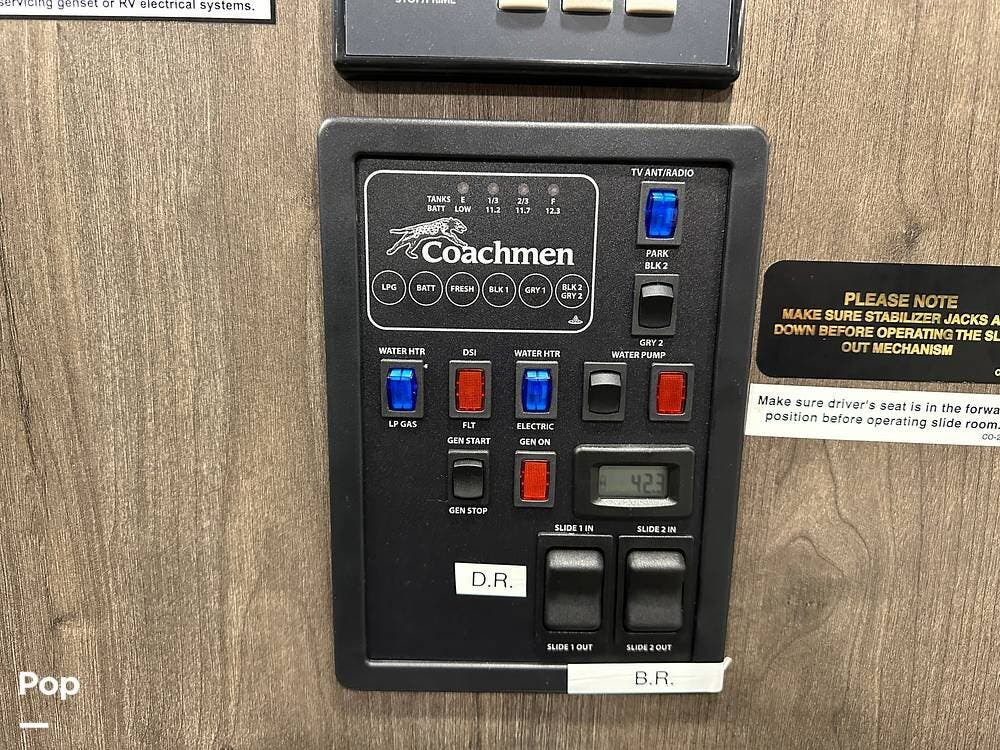 servicing genset or RV electrical systems.
STOP/PRIME
TV ANT/RADIO
TANKS E 1/3 2/3 F
BATT LOW 11.2 11.7 12.3
Coachmen
PARK
BLK 2
LPG BATT FRESH BLK 1 GRY 1 BLK 2 GRY 2
GRY 2
PLEASE NOTE
MAKE SURE STABILIZER JACKS A
DOWN BEFORE OPERATING THE SL
OUT MECHANISM
WATER HTR DSI WATER HTR WATER PUMP
LP GAS FLT ELECTRIC
Make sure driver's seat is in the forwa
position before operating slide room.
CO-2
GEN START GEN ON
42.3
GEN STOP
SLIDE 1 IN SLIDE 2 IN
D.R.
SLIDE 1 OUT SLIDE 2 OUT
B.R.
Pop